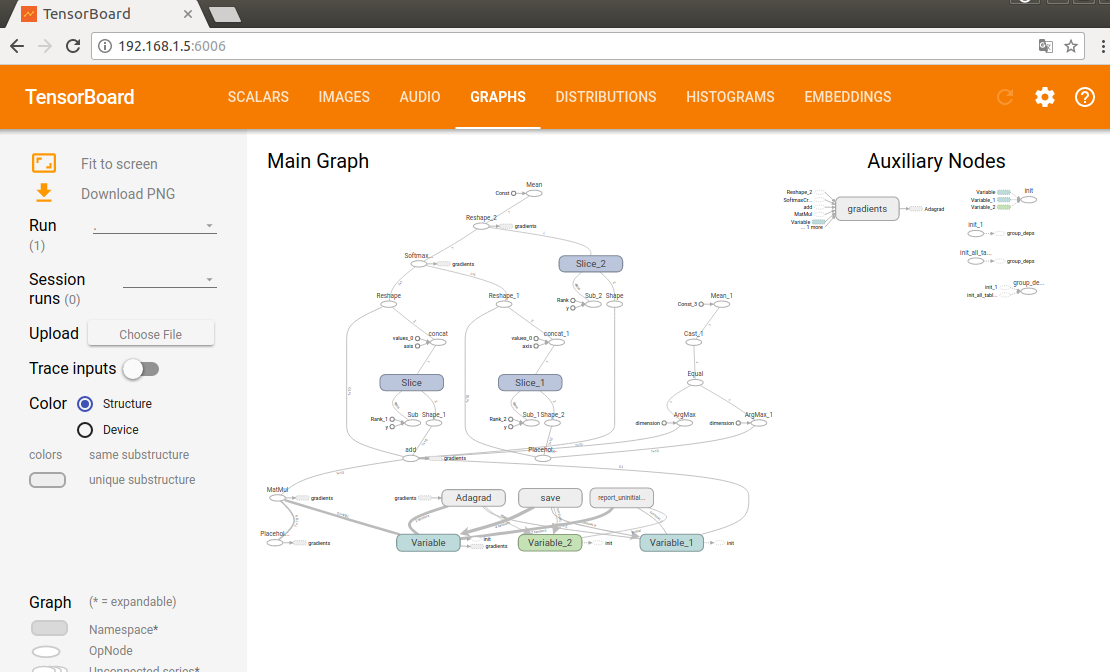 TensorBoard
192.168.1.5:6006
TensorBoard SCALARS IMAGES AUDIO GRAPHS DISTRIBUTIONS HISTOGRAMS EMBEDDINGS
Fit to screen
Download PNG
Run
(1)
.
Session
runs (0)
Upload Choose File
Trace inputs
Color Structure
Device
colors same substructure
unique substructure
Graph (* = expandable)
Namespace*
OpNode
Unconnected series*
Main Graph
Mean
Const
Reshape_2
gradients
Softmax...
gradients
Slice_2
Reshape
Reshape_1
Rank
Sub_2 Shape
y
Const_3
Mean_1
values_0
concat
axis
values_0
concat_1
axis
Cast_1
Slice
Slice_1
Equal
Rank_1
Sub Shape_1
y
Rank_2
Sub_1 Shape_2
y
dimension
ArgMax
dimension
ArgMax_1
add
gradients
Placehol...
MatMul
gradients
gradients
Adagrad
save
report_uninitial...
Placehol...
gradients
Variable
init
gradients
Variable_2
init
Variable_1
init
Auxiliary Nodes
Reshape_2
SoftmaxCr...
add
MatMul
Variable
... 1 more
gradients
Adagrad
Variable
Variable_1
Variable_2
init
init_1
group_deps
init_all_ta...
group_deps
init_1
init_all_tabl...
group_de...